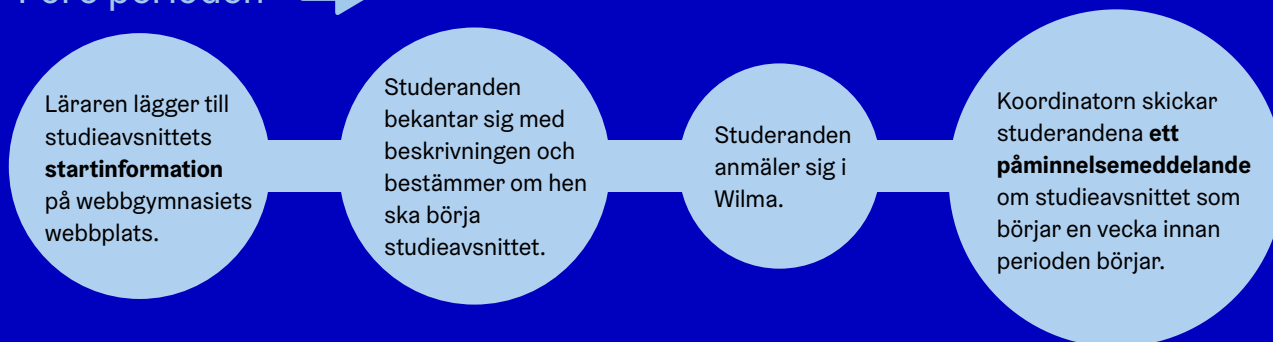 Före perioden
Läraren lägger till
studieavsnittets
startinformation
på webbgymnasiets
webbplats.
Studeranden
bekantar sig med
beskrivningen och
bestämmer om hen
ska börja
studieavsnittet.
Studeranden
anmäler sig i
Wilma.
Koordinatorn skickar
studerandena ett
påminnelsemeddelande
om studieavsnittet som
börjar en vecka innan
perioden börjar.